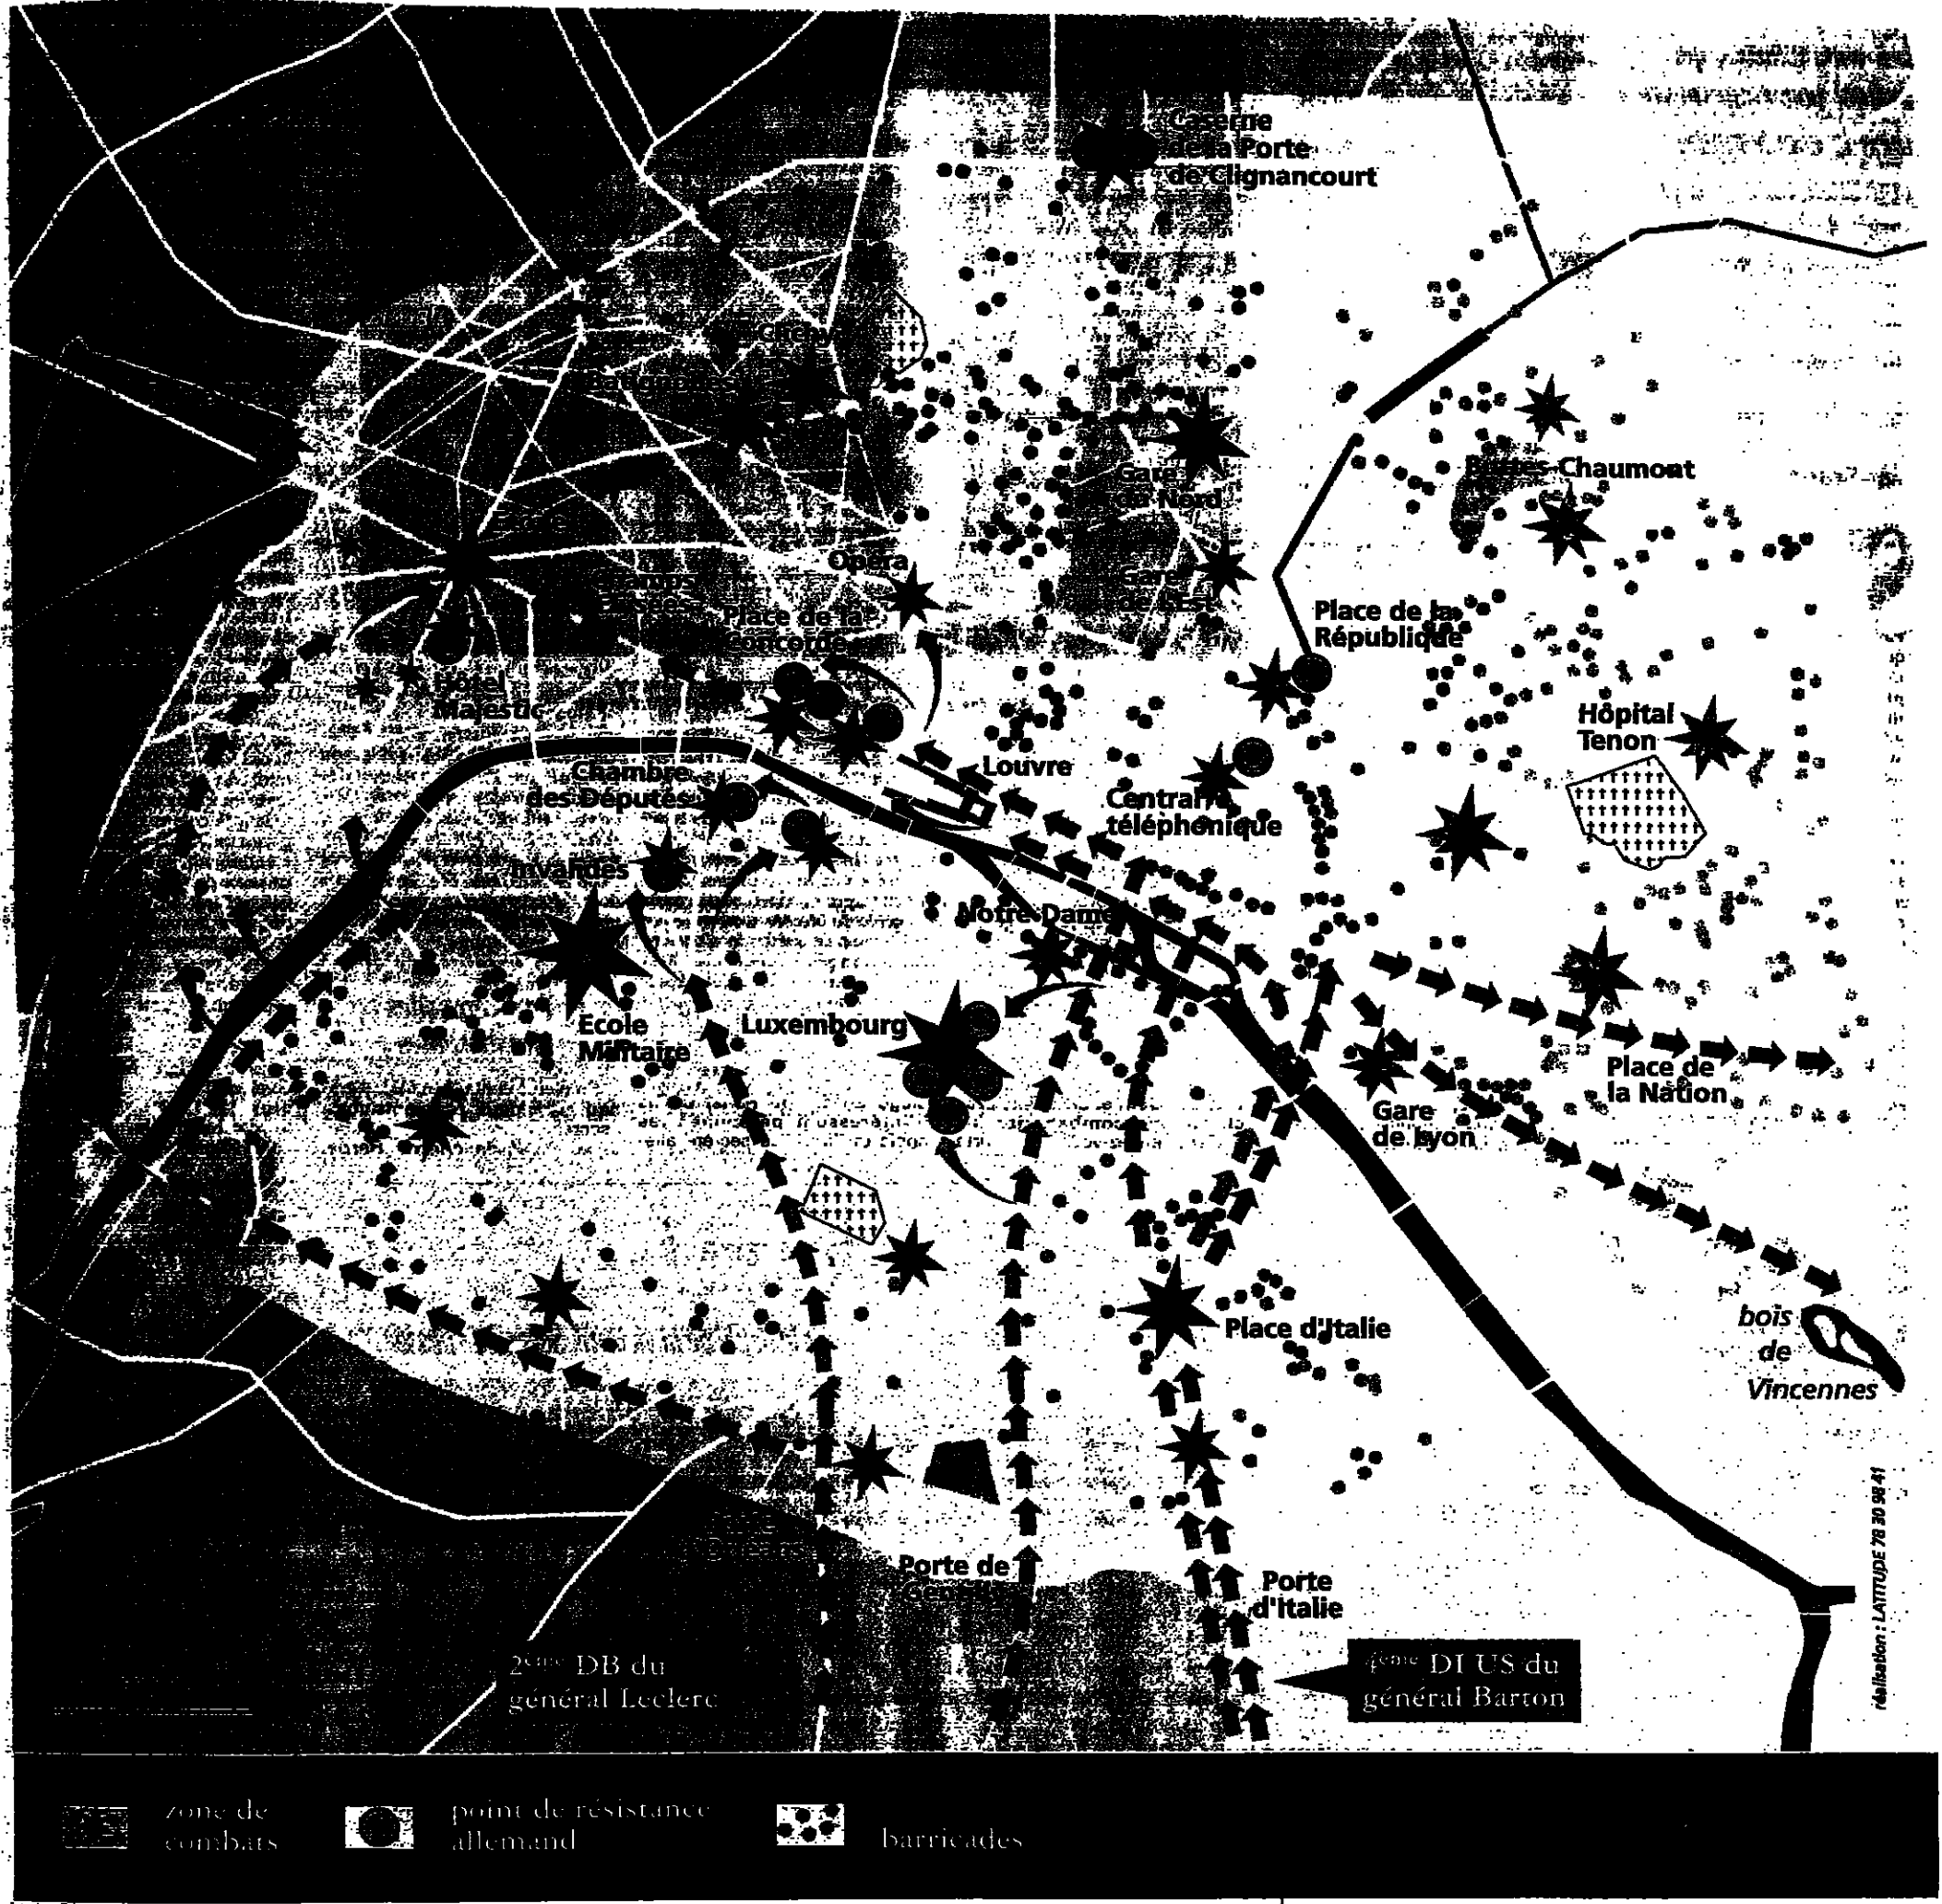 Caserne
de la Porte
de Clignancourt
Clichy
Batignolles
Buttes-Chaumont
Gare
du Nord
Opéra
Gare
de l'Est
Champs
Elysées
Place de la
Concorde
Place de la
République
Hôtel
Majestic
Hôpital
Tenon
Louvre
Chambre
des Députés
Central
téléphonique
Invalides
Notre-Dame
Ecole
Militaire
Luxembourg
Place de
la Nation
Gare
de Lyon
Place d'Italie
bois
de
Vincennes
Porte de
Porte
d'Italie
2ème DB du
général Leclerc
4ème DI US du
général Barton
réalisation : LATITUDE 78 30 98 41
zone de
combats
point de résistance
allemand
barricades